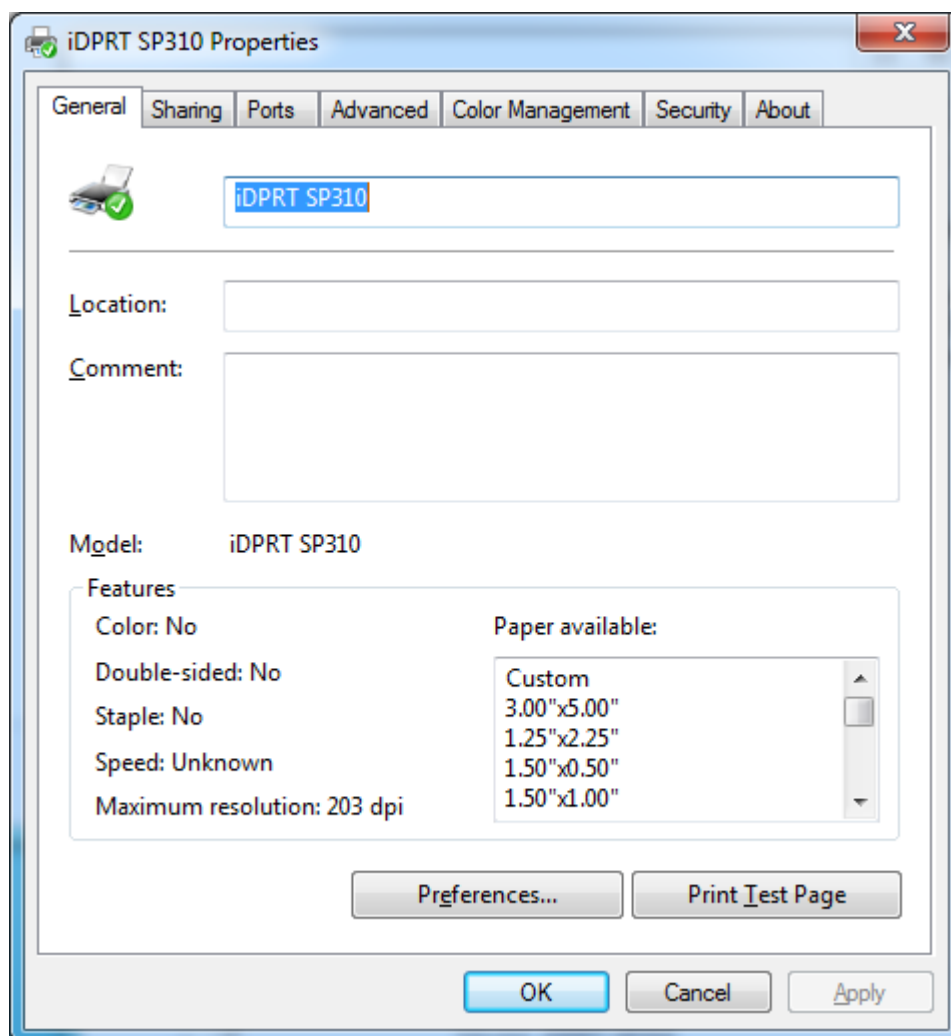 iDPRT SP310 Properties
General Sharing Ports Advanced Color Management Security About
iDPRT SP310
Location:
Comment:
Model: iDPRT SP310
Features
Color: No
Double-sided: No
Staple: No
Speed: Unknown
Maximum resolution: 203 dpi
Paper available:
Custom
3.00"x5.00"
1.25"x2.25"
1.50"x0.50"
1.50"x1.00"
Preferences... Print Test Page
OK Cancel Apply